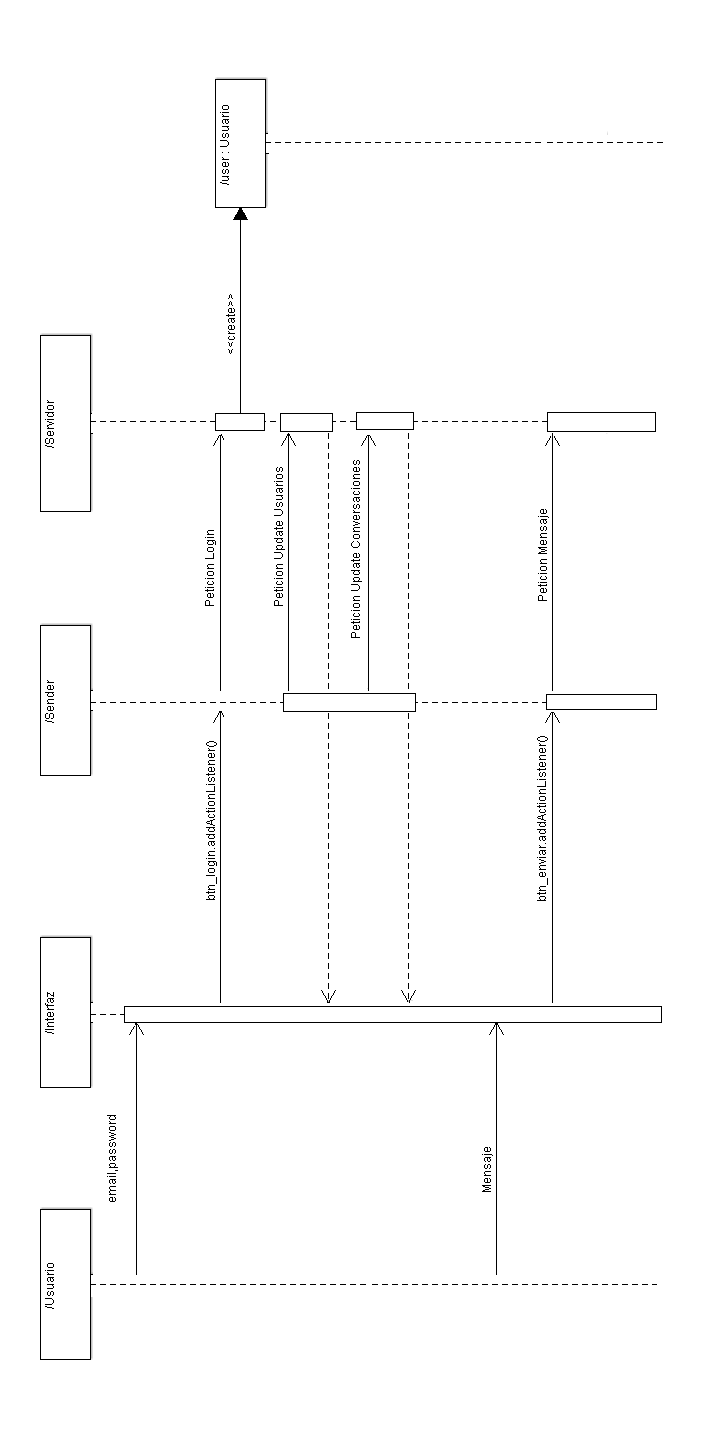 /Usuario
/Interfaz
/Sender
/Servidor
/user : Usuario
email,password
btn_login.addActionListener()
Peticion Login
<<create>>
Peticion Update Usuarios
Peticion Update Conversaciones
Mensaje
btn_enviar.addActionListener()
Peticion Mensaje